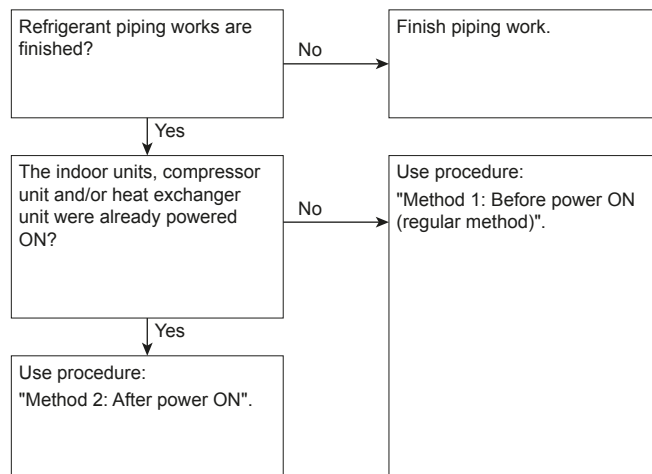 Refrigerant piping works are
finished?
No
Finish piping work.
Yes
The indoor units, compressor
unit and/or heat exchanger
unit were already powered
ON?
No
Use procedure:
"Method 1: Before power ON
(regular method)".
Yes
Use procedure:
"Method 2: After power ON".